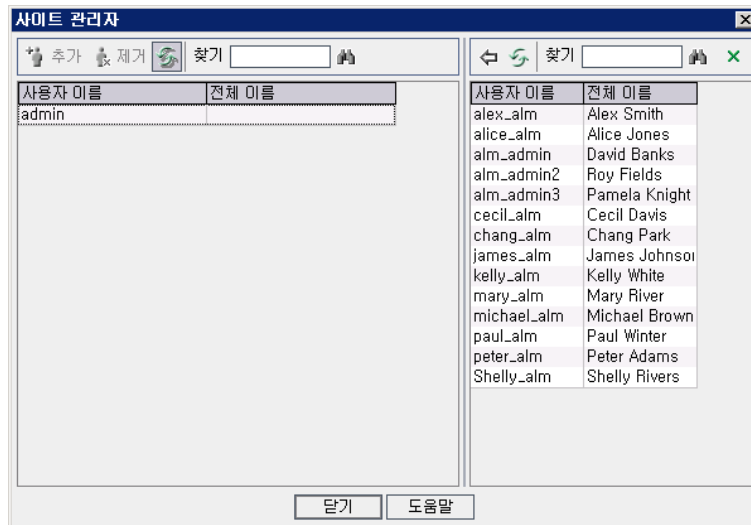 사이트 관리자
추가 제거 찾기
사용자 이름 전체 이름
admin
찾기
사용자 이름 전체 이름
alex_alm Alex Smith
alice_alm Alice Jones
alm_admin David Banks
alm_admin2 Roy Fields
alm_admin3 Pamela Knight
cecil_alm Cecil Davis
chang_alm Chang Park
james_alm James Johnson
kelly_alm Kelly White
mary_alm Mary River
michael_alm Michael Brown
paul_alm Paul Winter
peter_alm Peter Adams
Shelly_alm Shelly Rivers
닫기 도움말